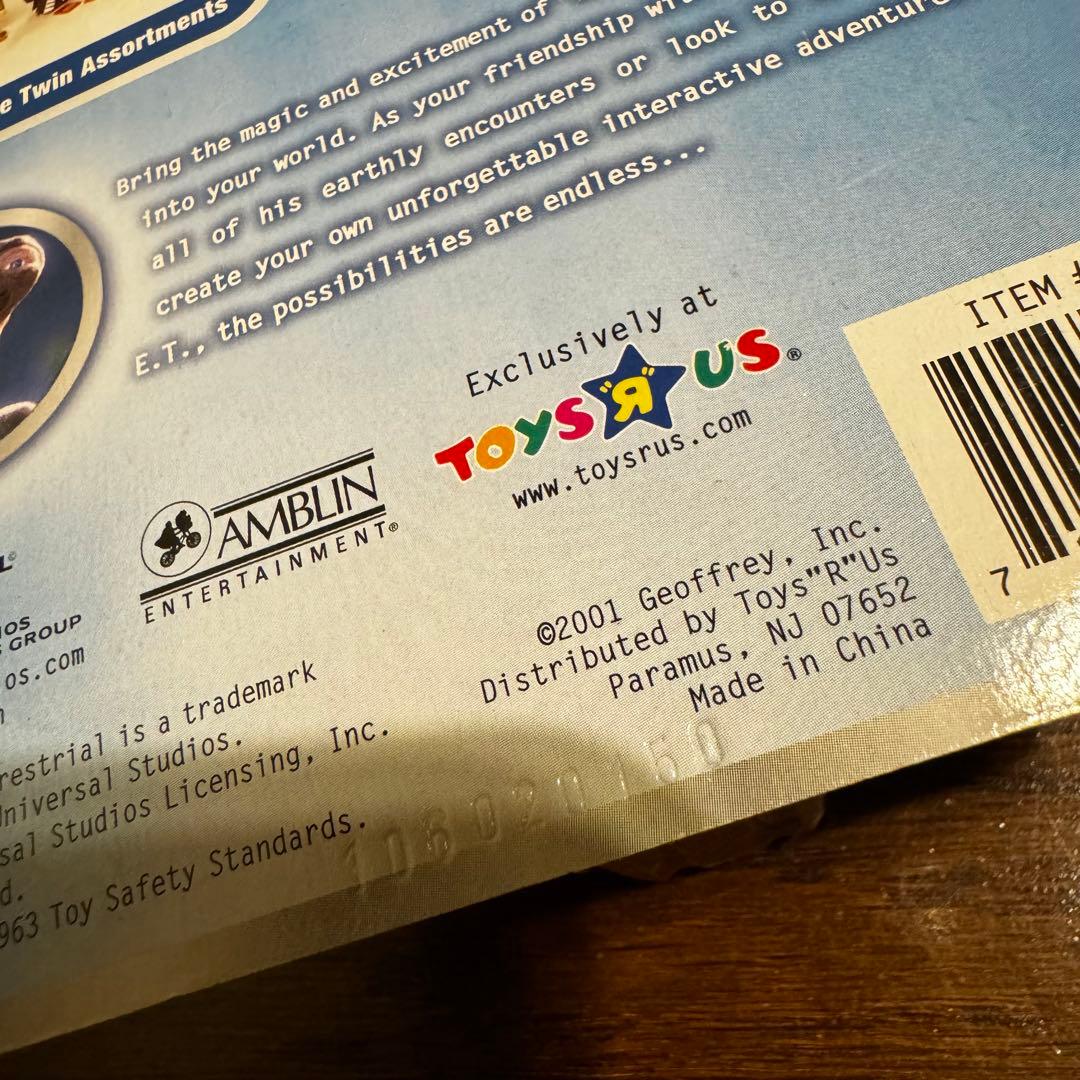 e Twin Assortments
Bring the magic and excitement of
into your world. As your friendship
all of his earthly encounters or look to
create your own unforgettable interactive
E.T., the possibilities are endless...
Exclusively at
TOYS "R" US®
www.toysrus.com
AMBLIN
ENTERTAINMENT®
GROUP
os.com
restrial is a trademark
Universal Studios.
sal Studios Licensing, Inc.
d.
963 Toy Safety Standards.
©2001 Geoffrey, Inc.
Distributed by Toys"R"Us
Paramus, NJ 07652
Made in China
ITEM #
7